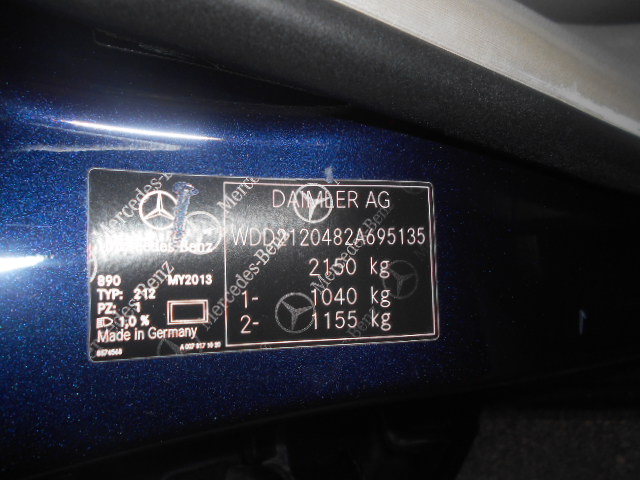 Mercedes-Benz
890 MY2013
TYP: 212
PZ: 1
1,0 %
Made in Germany
DAIMLER AG
WDD2120482A695135
2150 kg
1- 1040 kg
2- 1155 kg